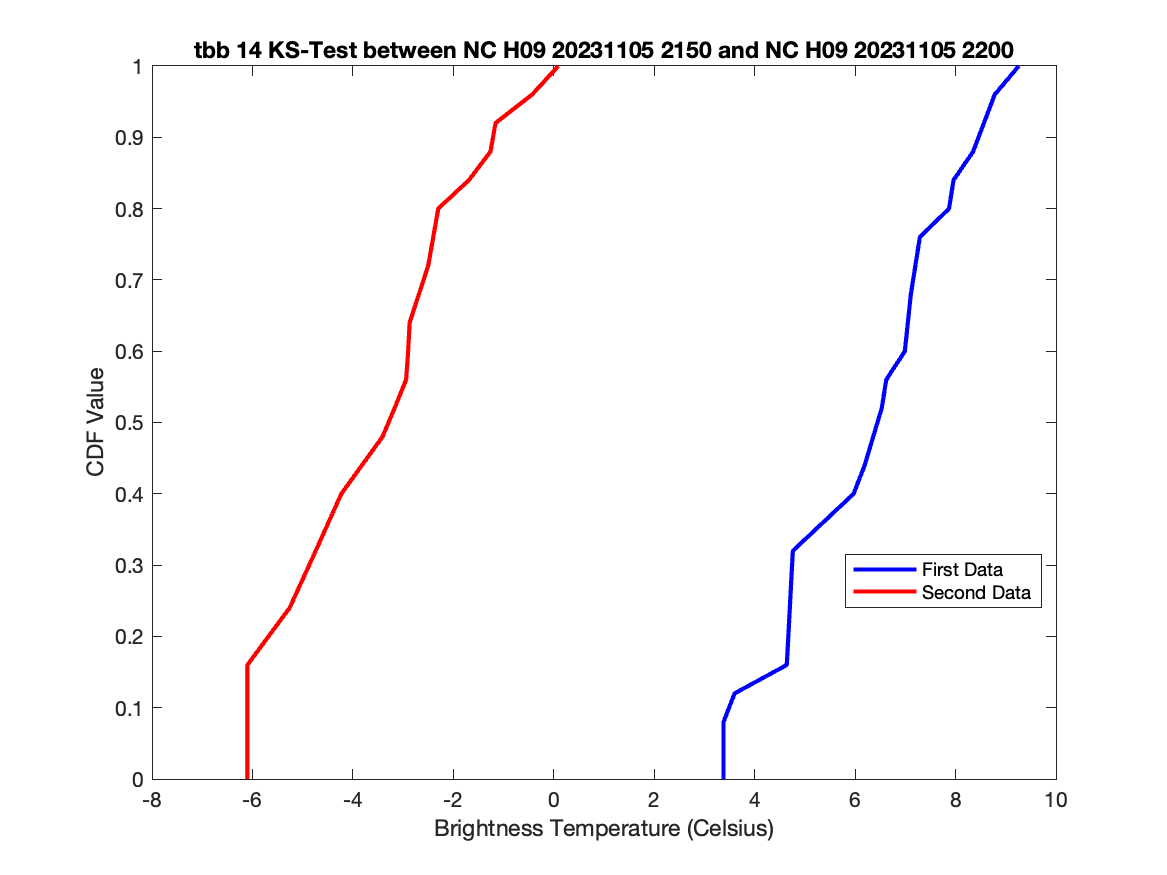 tbb 14 KS-Test between NC H09 20231105 2150 and NC H09 20231105 2200
1
0.9
0.8
0.7
0.6
0.5
0.4
0.3
0.2
0.1
0
CDF Value
First Data
Second Data
-8 -6 -4 -2 0 2 4 6 8 10
Brightness Temperature (Celsius)